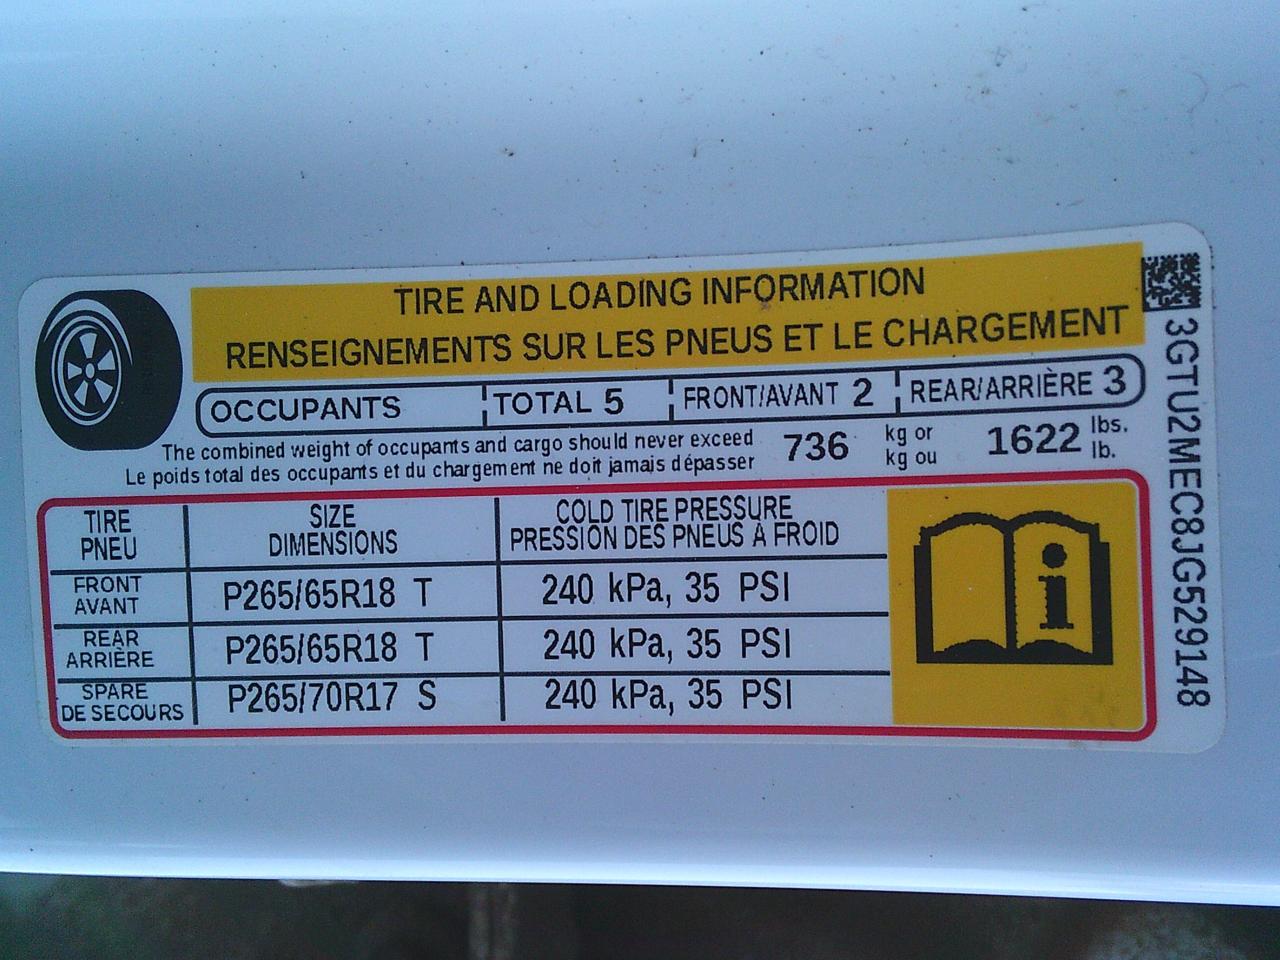 TIRE AND LOADING INFORMATION
RENSEIGNEMENTS SUR LES PNEUS ET LE CHARGEMENT
OCCUPANTS TOTAL 5 FRONT/AVANT 2 REAR/ARRIÈRE 3
The combined weight of occupants and cargo should never exceed 736 kg or 1622 lbs.
Le poids total des occupants et du chargement ne doit jamais dépasser kg ou lb.
TIRE SIZE COLD TIRE PRESSURE
PNEU DIMENSIONS PRESSION DES PNEUS À FROID
FRONT
AVANT P265/65R18 T 240 kPa, 35 PSI
REAR
ARRIÈRE P265/65R18 T 240 kPa, 35 PSI
SPARE
DE SECOURS P265/70R17 S 240 kPa, 35 PSI
i
3GTU2MEC8JG529148